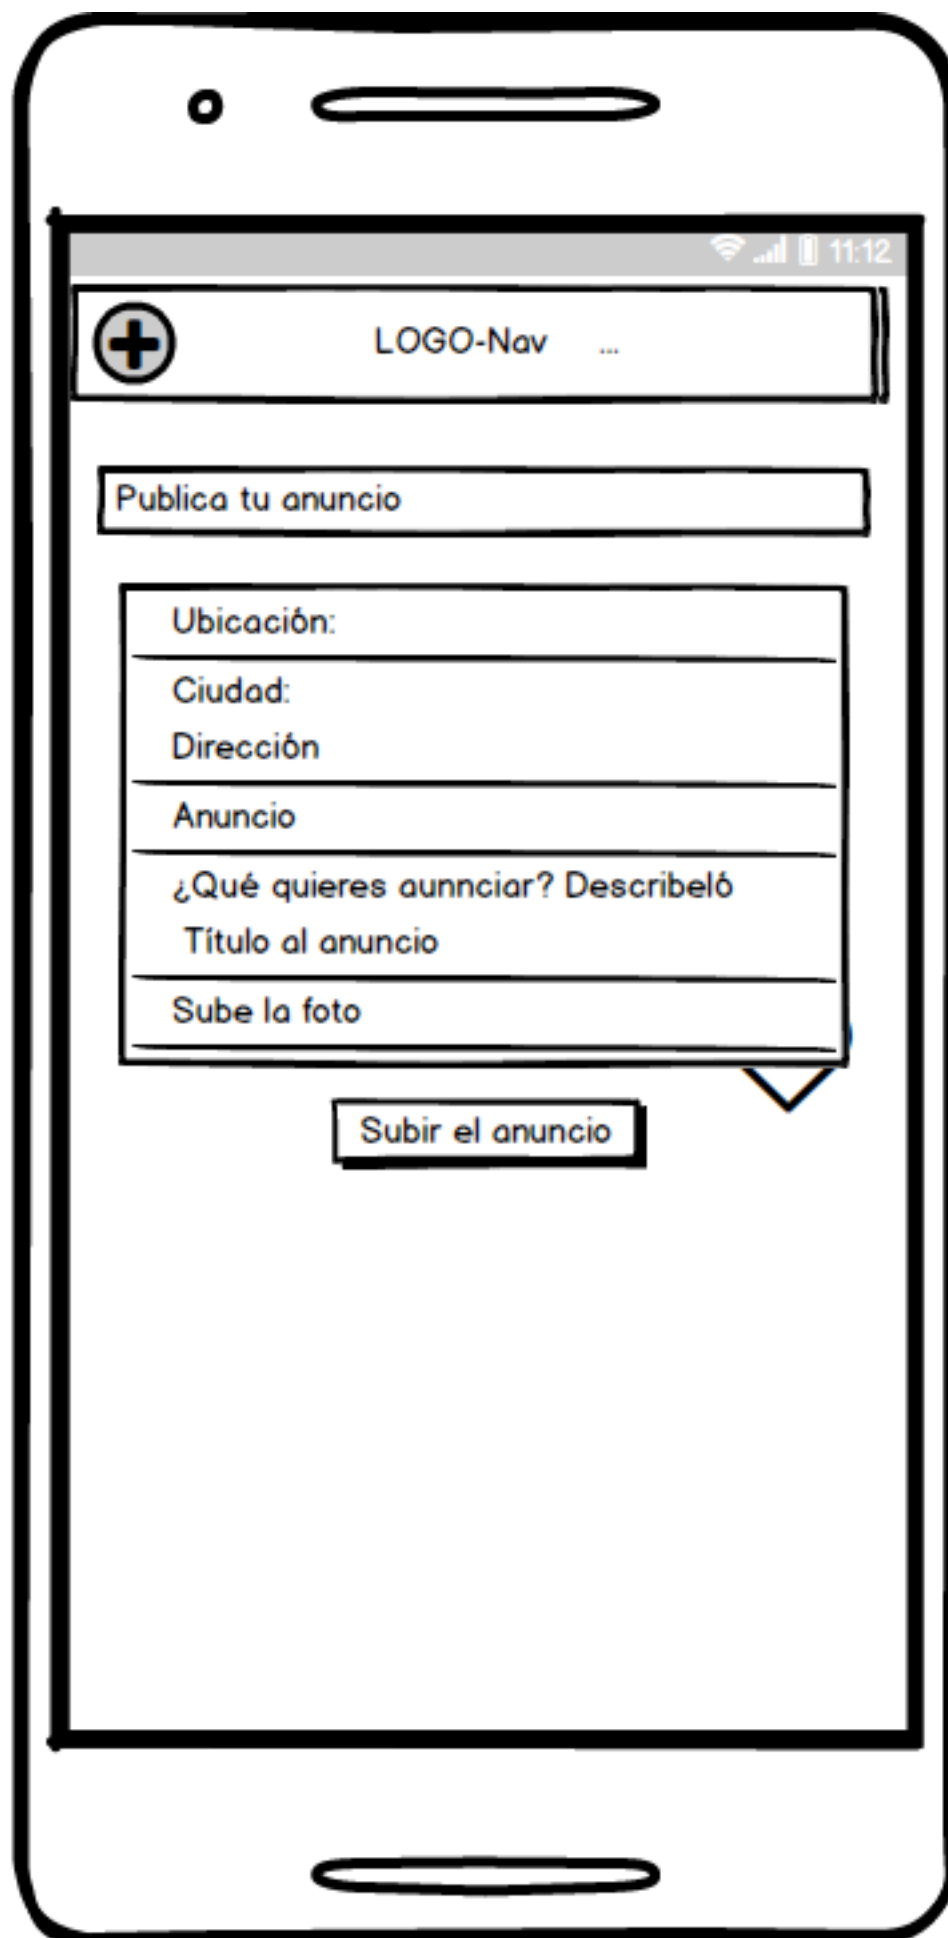 11:12
LOGO-Nav ...
Publica tu anuncio
Ubicación:
Ciudad:
Dirección
Anuncio
¿Qué quieres aunnciar? Describeló
Título al anuncio
Sube la foto
Subir el anuncio